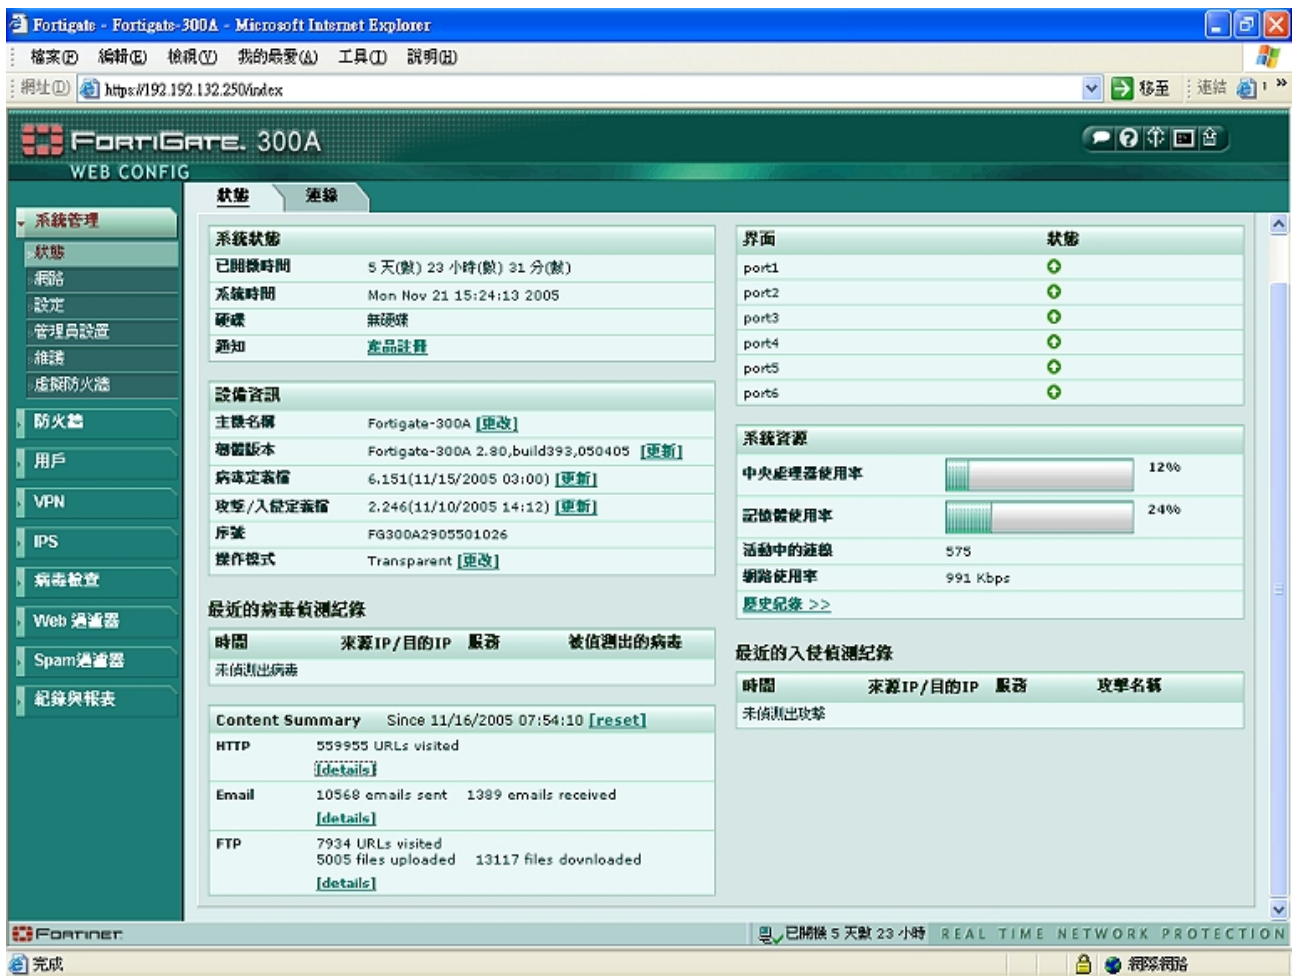 Fortigate - Fortigate-300A - Microsoft Internet Explorer
檔案(F) 編輯(E) 檢視(V) 我的最愛(A) 工具(T) 說明(H)
網址(D) https://192.192.132.250/index 移至 連結 »
FORTIGATE. 300A
WEB CONFIG
狀態 連線
系統管理
狀態
網路
設定
管理員設置
維護
虛擬防火牆
防火牆
用戶
VPN
IPS
病毒檢查
Web 過濾器
Spam過濾器
紀錄與報表
系統狀態
已開機時間 5 天(數) 23 小時(數) 31 分(數)
系統時間 Mon Nov 21 15:24:13 2005
硬碟 無硬碟
通知 產品註冊
設備資訊
主機名稱 Fortigate-300A [更改]
韌體版本 Fortigate-300A 2.80,build393,050405 [更新]
病毒定義檔 6.151(11/15/2005 03:00) [更新]
攻擊/入侵定義檔 2.246(11/10/2005 14:12) [更新]
序號 FG300A2905501026
操作模式 Transparent [更改]
最近的病毒偵測紀錄
時間 來源IP/目的IP 服務 被偵測出的病毒
未偵測出病毒
Content Summary Since 11/16/2005 07:54:10 [reset]
HTTP 559955 URLs visited
[details]
Email 10568 emails sent 1389 emails received
[details]
FTP 7934 URLs visited
5005 files uploaded 13117 files downloaded
[details]
界面 狀態
port1
port2
port3
port4
port5
port6
系統資源
中央處理器使用率 12%
記憶體使用率 24%
活動中的連線 575
網路使用率 991 Kbps
歷史紀錄 >>
最近的入侵偵測紀錄
時間 來源IP/目的IP 服務 攻擊名稱
未偵測出攻擊
FORTINET 已開機 5 天數 23 小時 REAL TIME NETWORK PROTECTION
完成 網際網路